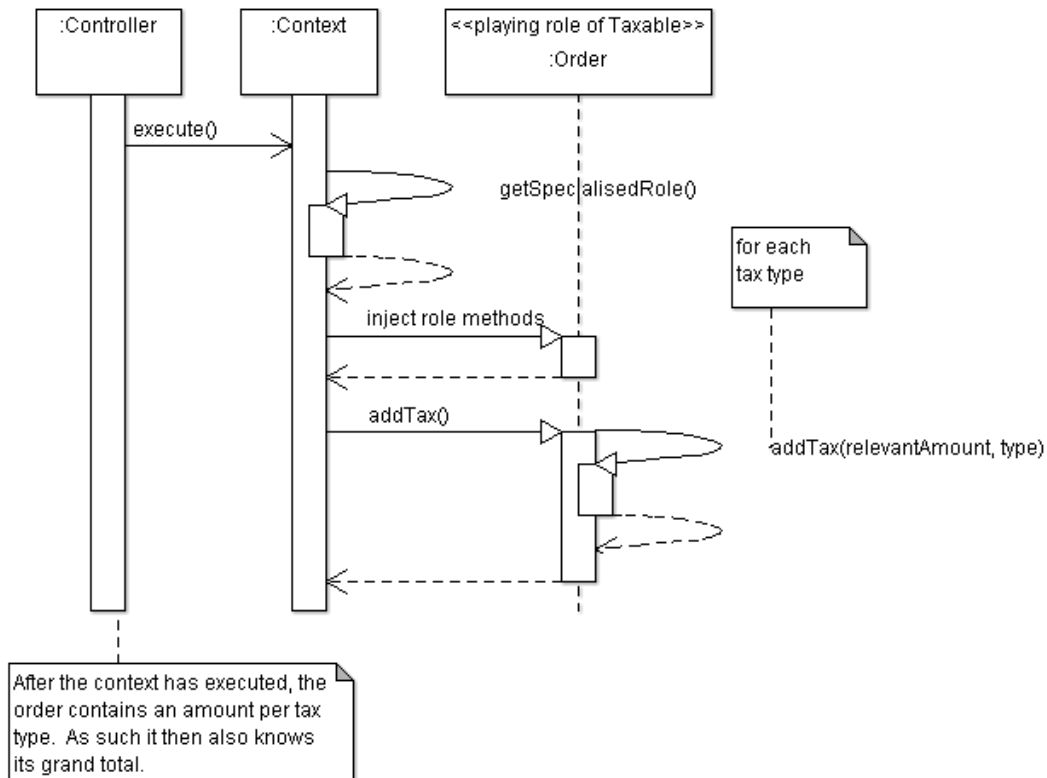 :Controller
:Context
<<playing role of Taxable>>
:Order
execute()
getSpecialisedRole()
for each
tax type
inject role methods
addTax()
addTax(relevantAmount, type)
After the context has executed, the
order contains an amount per tax
type. As such it then also knows
its grand total.